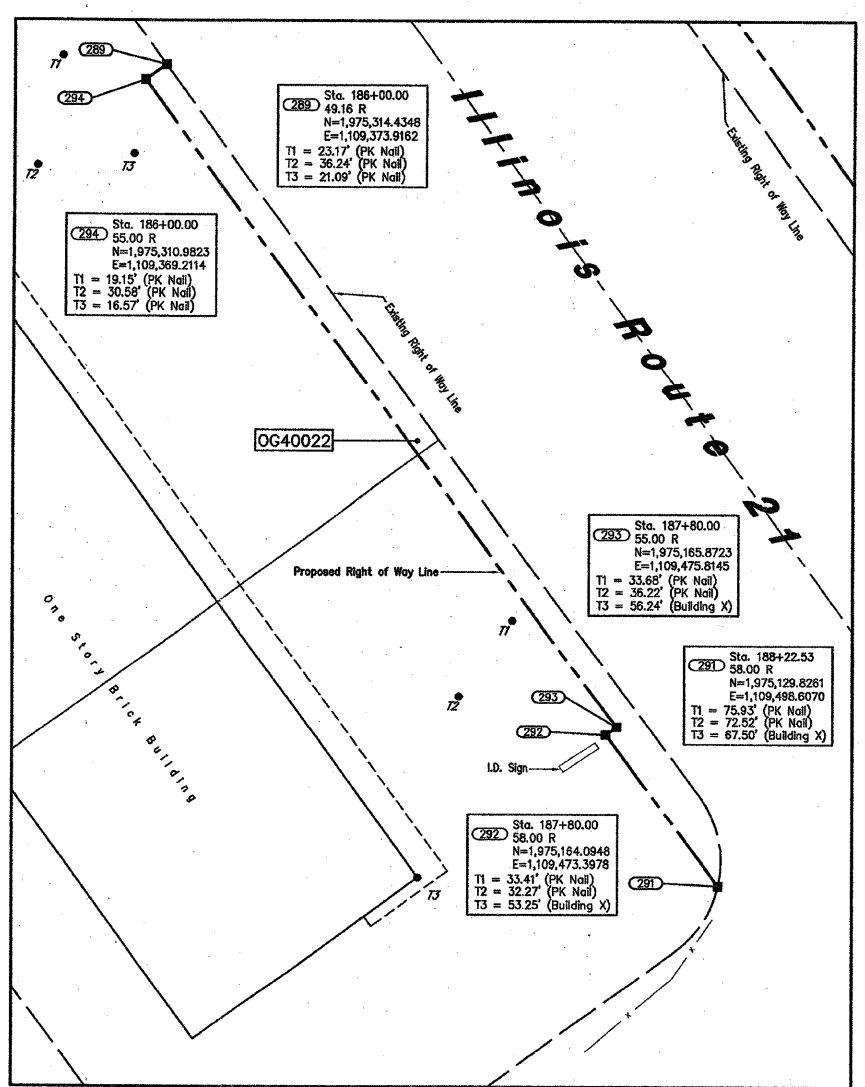 289
T1
294
T2
T3
289 Sta. 186+00.00
49.16 R
N=1,975,314.4348
E=1,109,373.9162
T1 = 23.17' (PK Nail)
T2 = 36.24' (PK Nail)
T3 = 21.09' (PK Nail)
Illinois Route 21
Existing Right of Way Line
294 Sta. 186+00.00
55.00 R
N=1,975,310.9823
E=1,109,369.2114
T1 = 19.15' (PK Nail)
T2 = 30.58' (PK Nail)
T3 = 16.57' (PK Nail)
Existing Right of Way Line
OG40022
Proposed Right of Way Line
293 Sta. 187+80.00
55.00 R
N=1,975,165.8723
E=1,109,475.8145
T1 = 33.68' (PK Nail)
T2 = 36.22' (PK Nail)
T3 = 56.24' (Building X)
One Story Brick Building
T1
T2
293
292
I.D. Sign
291 Sta. 188+22.53
58.00 R
N=1,975,129.8261
E=1,109,498.6070
T1 = 75.93' (PK Nail)
T2 = 72.52' (PK Nail)
T3 = 67.50' (Building X)
292 Sta. 187+80.00
58.00 R
N=1,975,164.0948
E=1,109,473.3978
T1 = 33.41' (PK Nail)
T2 = 32.27' (PK Nail)
T3 = 53.25' (Building X)
T3
291
x
x